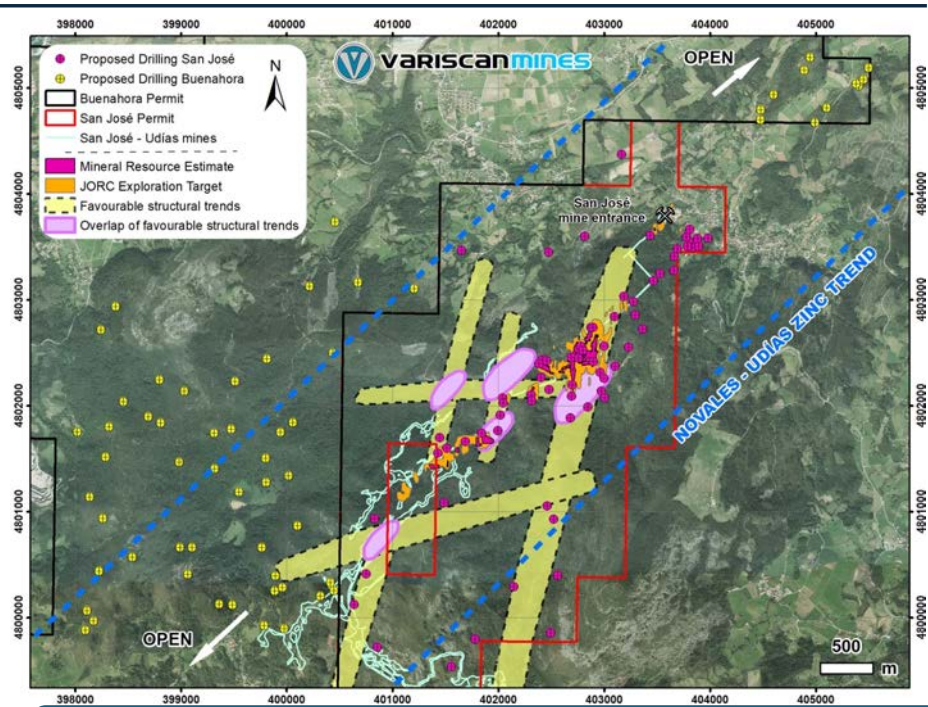 398000 399000 400000 401000 402000 403000 404000 405000
Proposed Drilling San José
Proposed Drilling Buenahora
Buenahora Permit
San José Permit
San José - Udías mines
Mineral Resource Estimate
JORC Exploration Target
Favourable structural trends
Overlap of favourable structural trends
N
VARISCAN MINES
OPEN
San José
mine entrance
NOVALES - UDÍAS ZINC TREND
OPEN
500
m
4805000
4804000
4803000
4802000
4801000
4800000
4805000
4804000
4803000
4802000
4801000
4800000
398000 399000 400000 401000 402000 403000 404000 405000